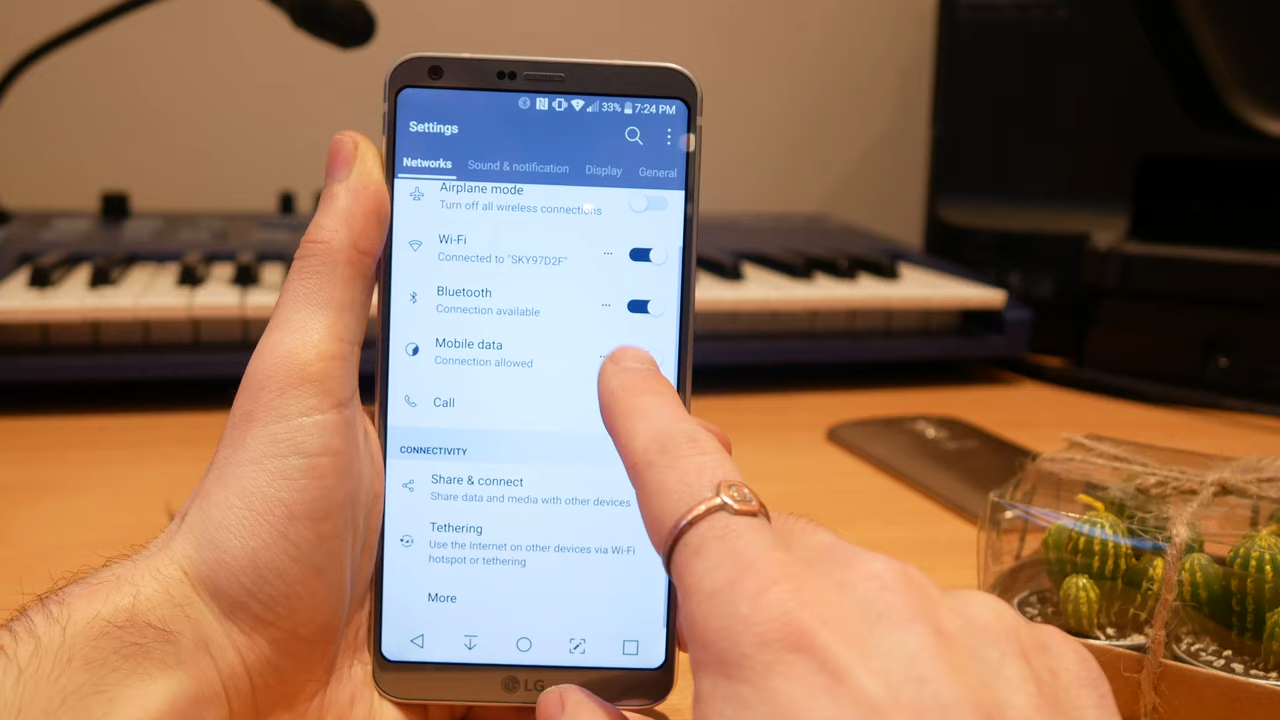 33% 7:24 PM
Settings
Networks Sound & notification Display General
Airplane mode
Turn off all wireless connections
Wi-Fi
Connected to "SKY97D2F"
Bluetooth
Connection available
Mobile data
Connection allowed
Call
CONNECTIVITY
Share & connect
Share data and media with other devices
Tethering
Use the Internet on other devices via Wi-Fi
hotspot or tethering
More
LG